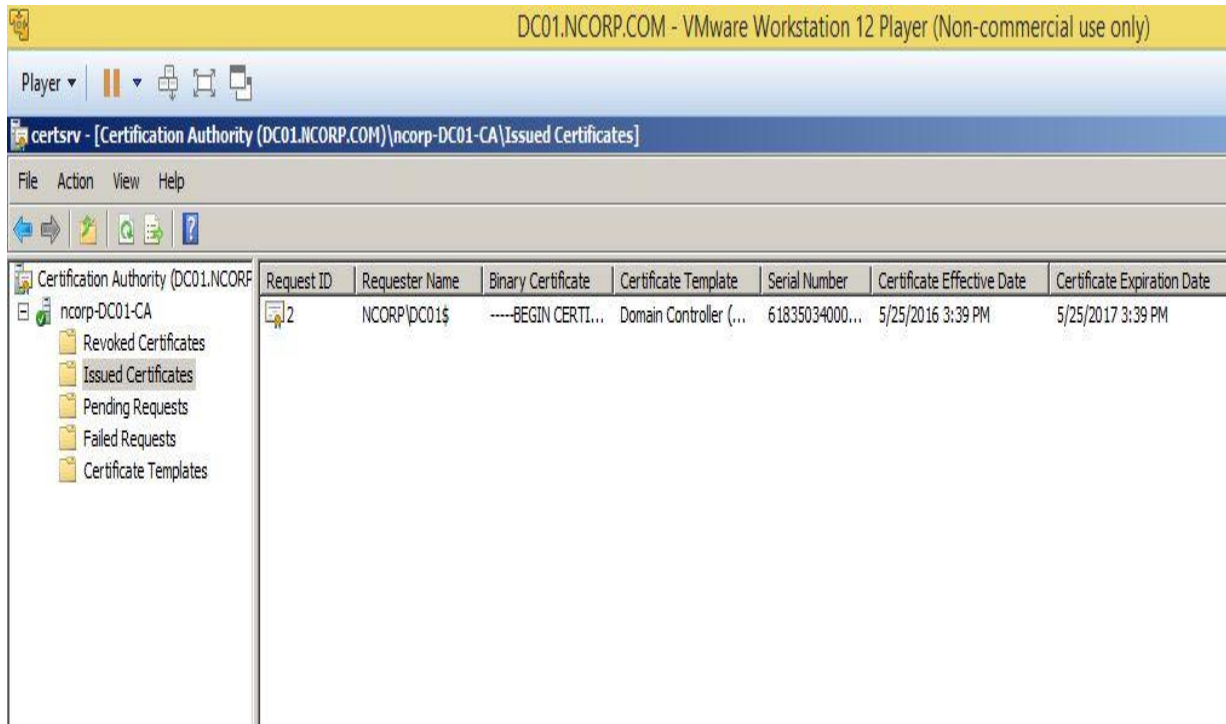 DC01.NCORP.COM - VMware Workstation 12 Player (Non-commercial use only)
Player
certsrv - [Certification Authority (DC01.NCORP.COM)\ncorp-DC01-CA\Issued Certificates]
File Action View Help
Certification Authority (DC01.NCORP
ncorp-DC01-CA
Revoked Certificates
Issued Certificates
Pending Requests
Failed Requests
Certificate Templates
Request ID Requester Name Binary Certificate Certificate Template Serial Number Certificate Effective Date Certificate Expiration Date
2 NCORP\DC01$ -----BEGIN CERTI... Domain Controller (... 61835034000... 5/25/2016 3:39 PM 5/25/2017 3:39 PM